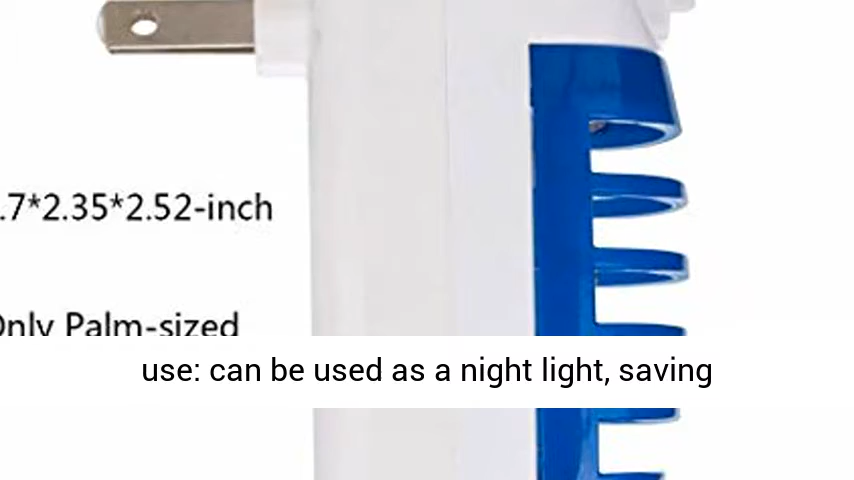 .7*2.35*2.52-inch
Only Palm-sized
use: can be used as a night light, saving